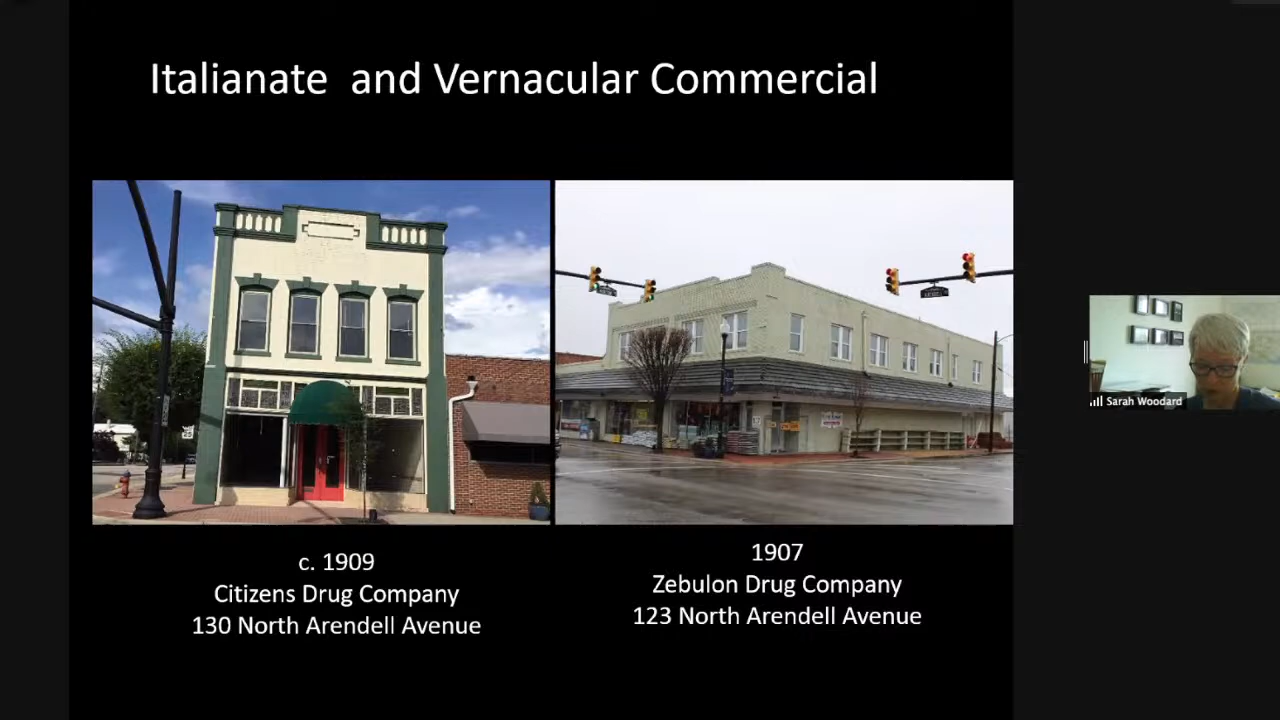 Italianate and Vernacular Commercial
c. 1909
Citizens Drug Company
130 North Arendell Avenue
1907
Zebulon Drug Company
123 North Arendell Avenue
Sarah Woodard